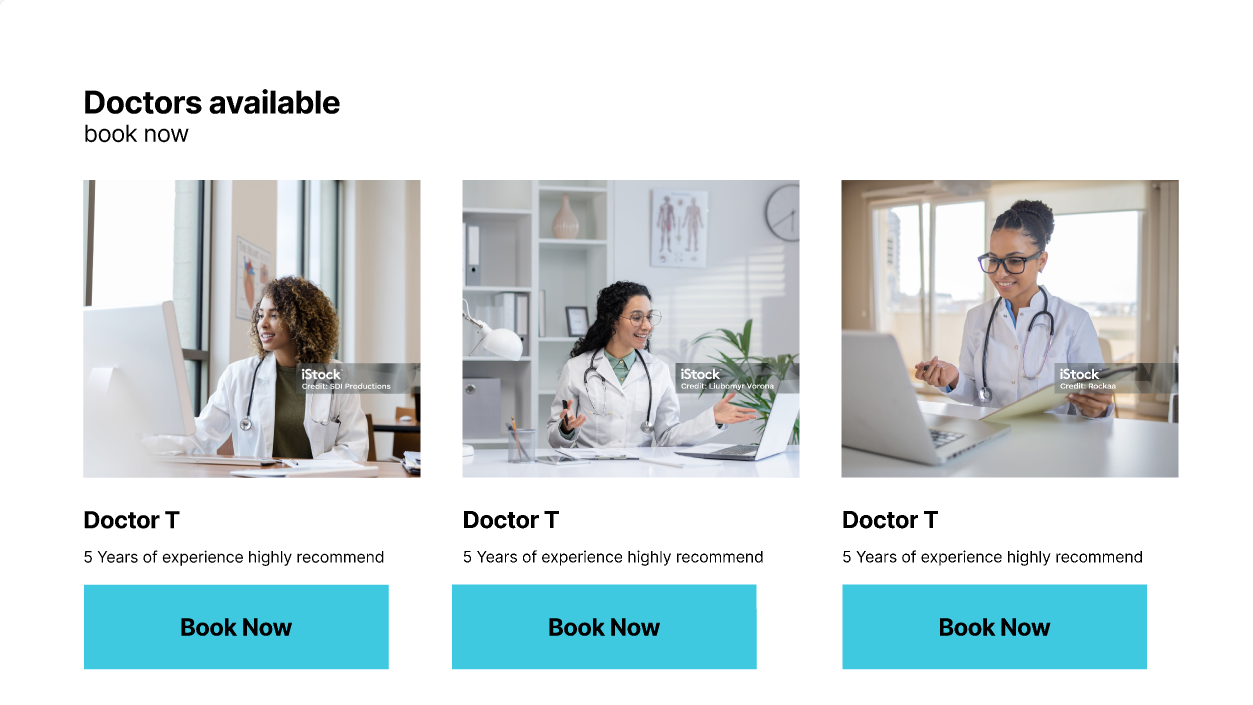 Doctors available
book now
iStock
Credit: SDI Productions
iStock
Credit: Liubomyr Vorona
iStock
Credit: Rockaa
Doctor T
Doctor T
Doctor T
5 Years of experience highly recommend
5 Years of experience highly recommend
5 Years of experience highly recommend
Book Now
Book Now
Book Now